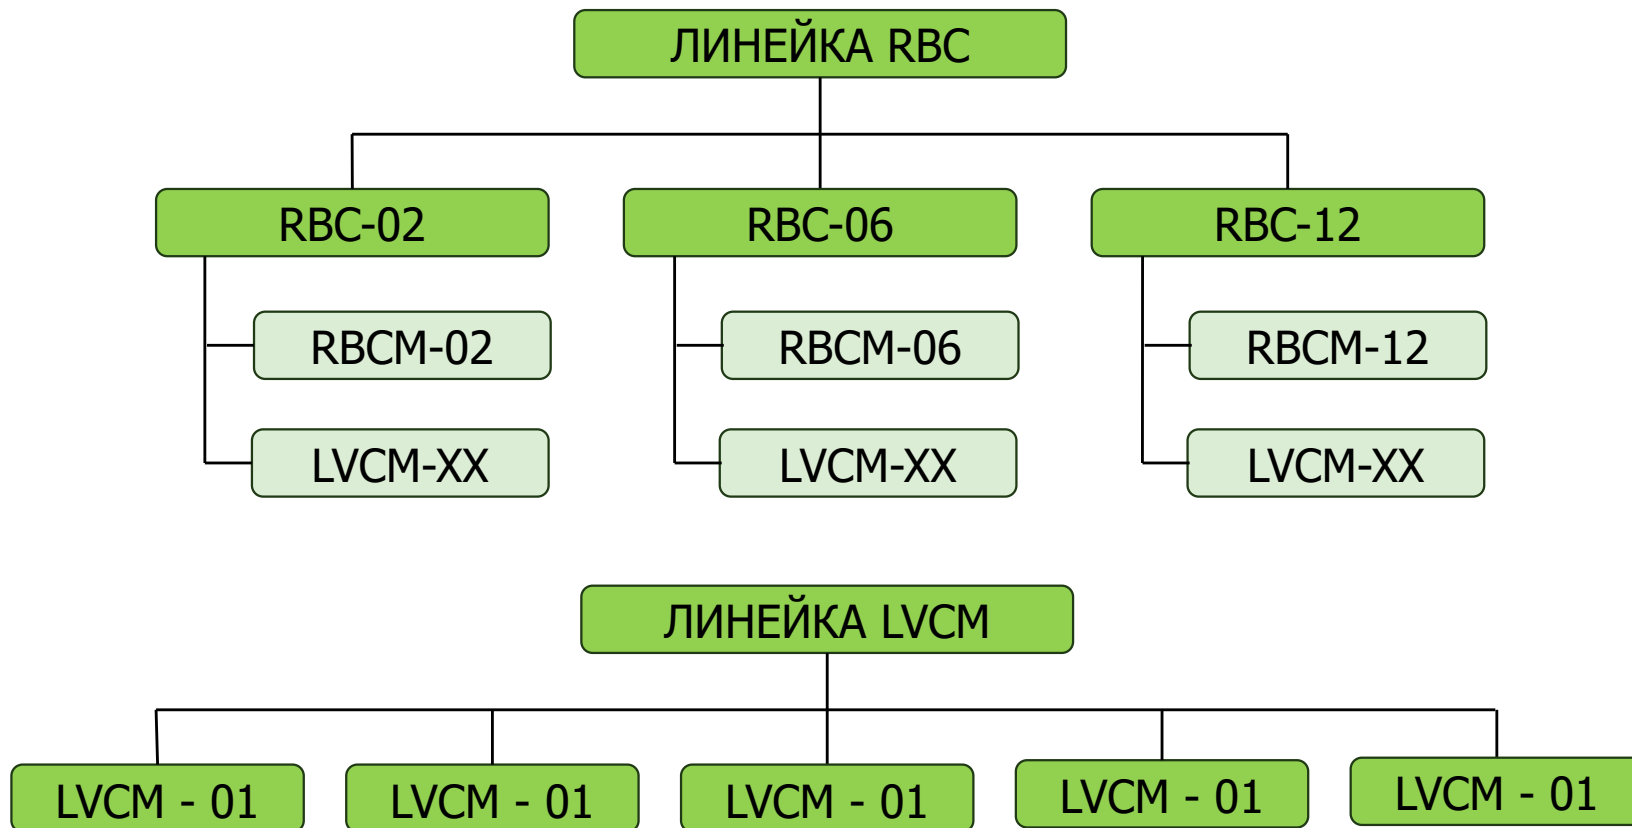 ЛИНЕЙКА RBC
RBC-02
RBC-06
RBC-12
RBCM-02
RBCM-06
RBCM-12
LVCM-XX
LVCM-XX
LVCM-XX
ЛИНЕЙКА LVCM
LVCM - 01
LVCM - 01
LVCM - 01
LVCM - 01
LVCM - 01